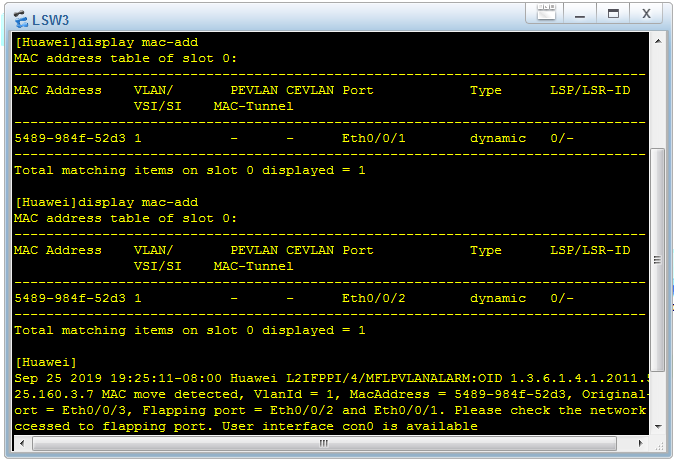 LSW3
[Huawei]display mac-add
MAC address table of slot 0:
-------------------------------------------------------------------------------
MAC Address    VLAN/       PEVLAN CEVLAN Port            Type      LSP/LSR-ID
               VSI/SI     MAC-Tunnel
-------------------------------------------------------------------------------
5489-984f-52d3 1           -      -      Eth0/0/1        dynamic   0/-
-------------------------------------------------------------------------------
Total matching items on slot 0 displayed = 1
[Huawei]display mac-add
MAC address table of slot 0:
-------------------------------------------------------------------------------
MAC Address    VLAN/       PEVLAN CEVLAN Port            Type      LSP/LSR-ID
               VSI/SI     MAC-Tunnel
-------------------------------------------------------------------------------
5489-984f-52d3 1           -      -      Eth0/0/2        dynamic   0/-
-------------------------------------------------------------------------------
Total matching items on slot 0 displayed = 1
[Huawei]
Sep 25 2019 19:25:11-08:00 Huawei L2IFPPI/4/MFLPVLANALARM:OID 1.3.6.1.4.1.2011.5
25.160.3.7 MAC move detected, VlanId = 1, MacAddress = 5489-984f-52d3, Original-
ort = Eth0/0/3, Flapping port = Eth0/0/2 and Eth0/0/1. Please check the network
ccessed to flapping port. User interface con0 is available